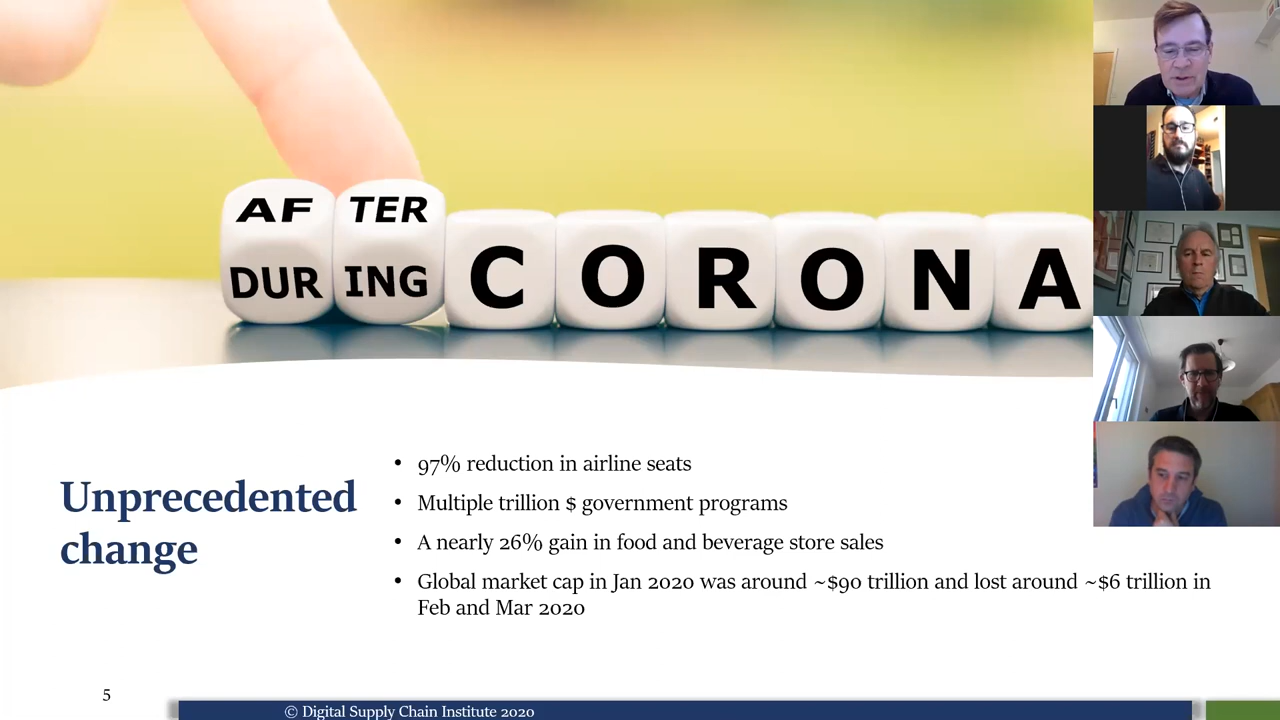 AF TER
DUR ING CORONA
Unprecedented
change
• 97% reduction in airline seats
• Multiple trillion $ government programs
• A nearly 26% gain in food and beverage store sales
• Global market cap in Jan 2020 was around ~$90 trillion and lost around ~$6 trillion in
Feb and Mar 2020
5
© Digital Supply Chain Institute 2020